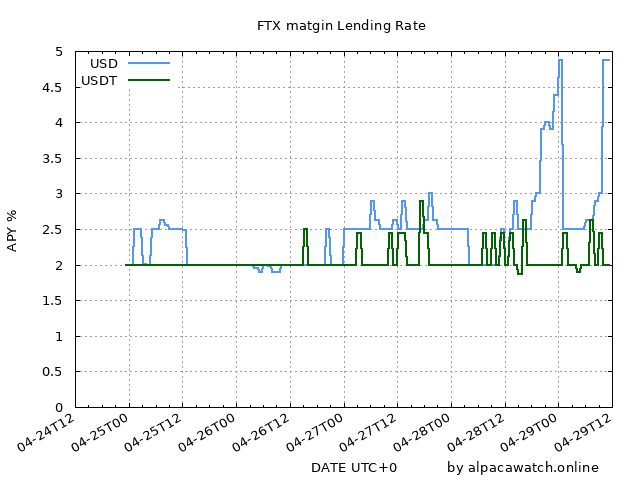 FTX matgin Lending Rate
5
4.5
4
3.5
3
2.5
2
1.5
1
0.5
0
APY %
USD
USDT
04-24T12
04-25T00
04-25T12
04-26T00
04-26T12
04-27T00
04-27T12
04-28T00
04-28T12
04-29T00
04-29T12
DATE UTC+0
by alpacawatch.online